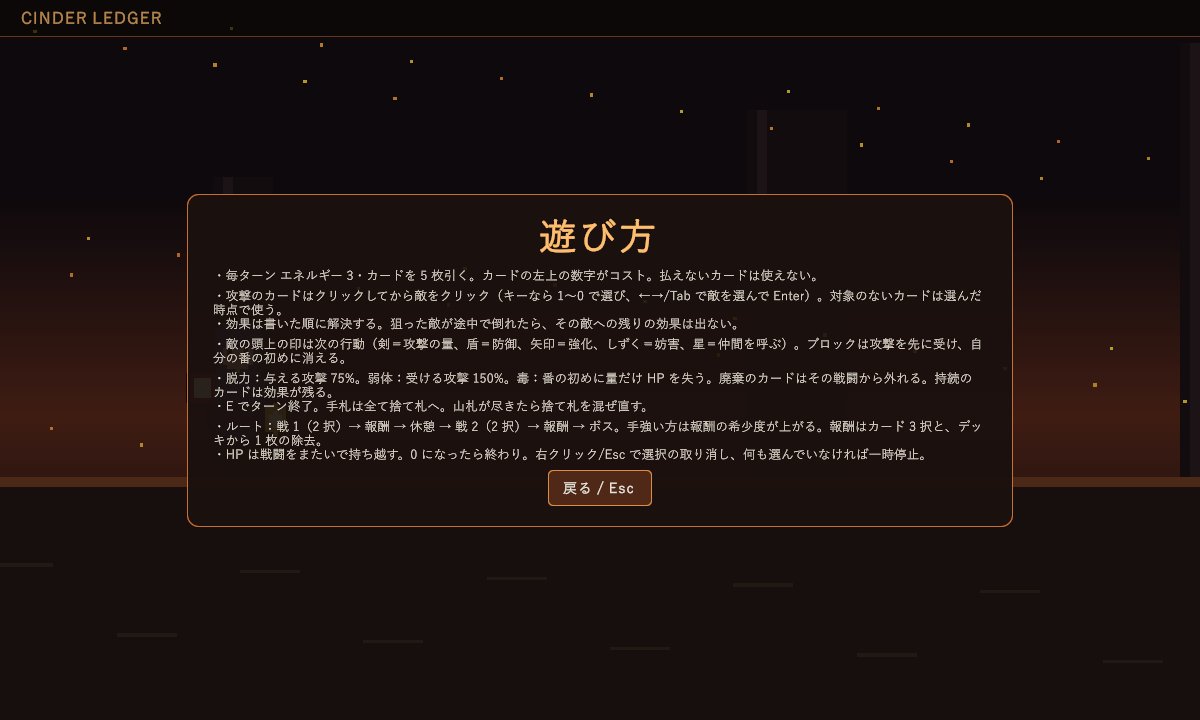 CINDER LEDGER
遊び方
・毎ターン エネルギー 3・カードを 5 枚引く。カードの左上の数字がコスト。払えないカードは使えない。
・攻撃のカードはクリックしてから敵をクリック（キーなら 1〜0 で選び、←→/Tab で敵を選んで Enter）。対象のないカードは選んだ
時点で使う。
・効果は書いた順に解決する。狙った敵が途中で倒れたら、その敵への残りの効果は出ない。
・敵の頭上の印は次の行動（剣＝攻撃の量、盾＝防御、矢印＝強化、しずく＝妨害、星＝仲間を呼ぶ）。ブロックは攻撃を先に受け、自
分の番の初めに消える。
・脱力：与える攻撃 75%。弱体：受ける攻撃 150%。毒：番の初めに量だけ HP を失う。廃棄のカードはその戦闘から外れる。持続の
カードは効果が残る。
・E でターン終了。手札は全て捨て札へ。山札が尽きたら捨て札を混ぜ直す。
・ルート：戦 1（2 択）→ 報酬 → 休憩 → 戦 2（2 択）→ 報酬 → ボス。手強い方は報酬の希少度が上がる。報酬はカード 3 択と、デッ
キから 1 枚の除去。
・HP は戦闘をまたいで持ち越す。0 になったら終わり。右クリック/Esc で選択の取り消し、何も選んでいなければ一時停止。
戻る / Esc